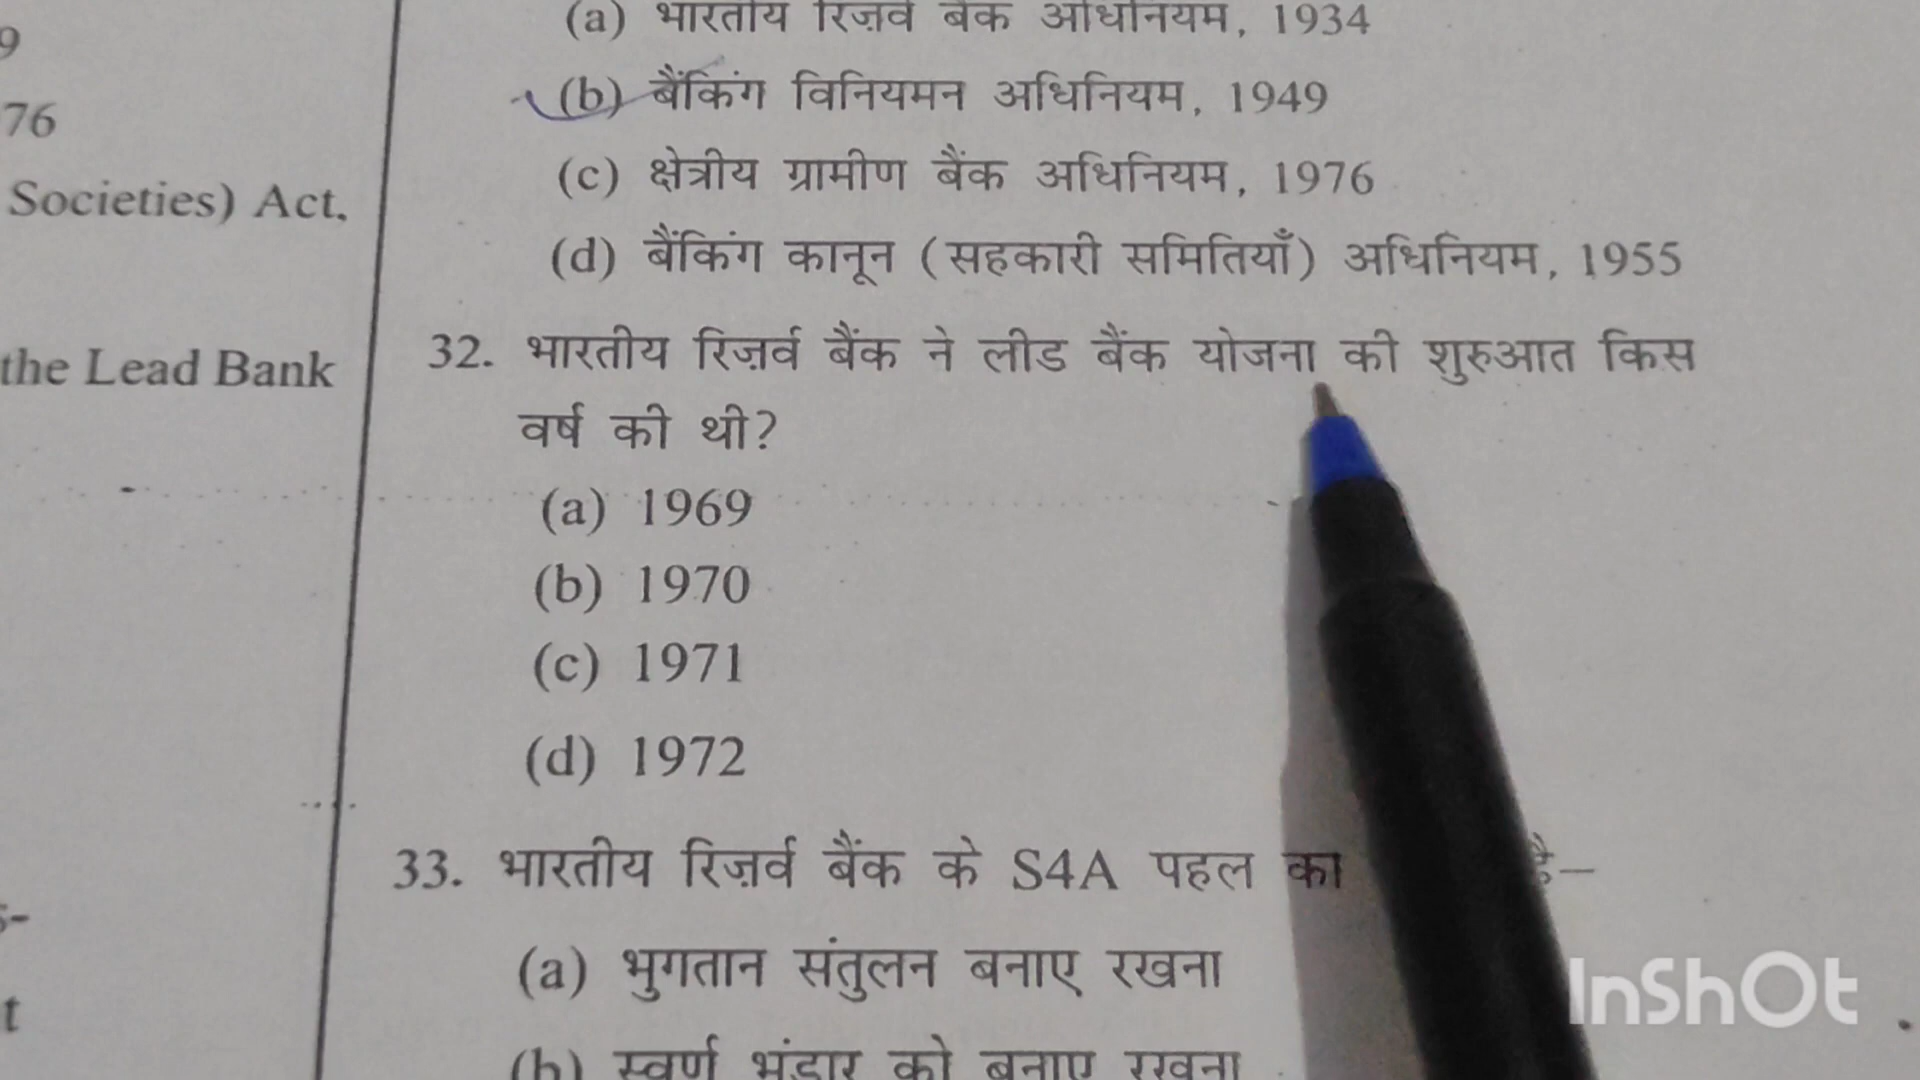 9
76
Societies) Act,
the Lead Bank
t
(a) भारतीय रिज़र्व बैंक अधिनियम, 1934
(b) बैंकिंग विनियमन अधिनियम, 1949
(c) क्षेत्रीय ग्रामीण बैंक अधिनियम, 1976
(d) बैंकिंग कानून (सहकारी समितियाँ) अधिनियम, 1955
32. भारतीय रिज़र्व बैंक ने लीड बैंक योजना की शुरुआत किस
वर्ष की थी?
(a) 1969
(b) 1970
(c) 1971
(d) 1972
33. भारतीय रिज़र्व बैंक के S4A पहल का है–
(a) भुगतान संतुलन बनाए रखना
(b) स्वर्ण भंडार को बनाए रखना
InShOt